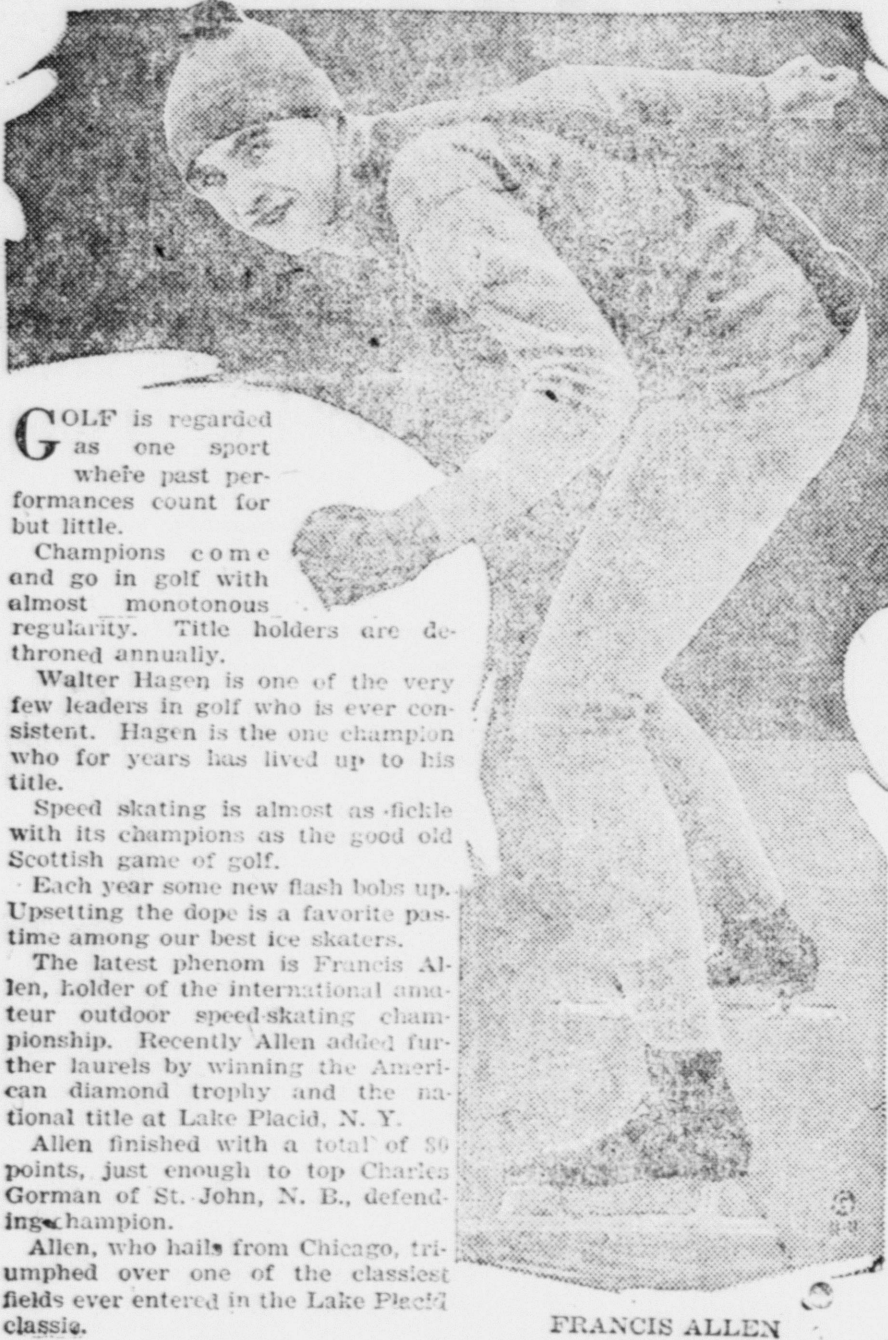 GOLF is regarded
as one sport
where past per-
formances count for
but little.
Champions come
and go in golf with
almost monotonous
regularity. Title holders are de-
throned annually.
Walter Hagen is one of the very
few leaders in golf who is ever con-
sistent. Hagen is the one champion
who for years has lived up to his
title.
Speed skating is almost as fickle
with its champions as the good old
Scottish game of golf.
Each year some new flash bobs up.
Upsetting the dope is a favorite pas-
time among our best ice skaters.
The latest phenom is Francis Al-
len, holder of the international ama-
teur outdoor speed-skating cham-
pionship. Recently Allen added fur-
ther laurels by winning the Ameri-
can diamond trophy and the na-
tional title at Lake Placid, N. Y.
Allen finished with a total of
points, just enough to top Charles
Gorman of St. John, N. B., defend-
ing champion.
Allen, who hails from Chicago, tri-
umphed over one of the classiest
fields ever entered in the Lake Placid
classic.
FRANCIS ALLEN